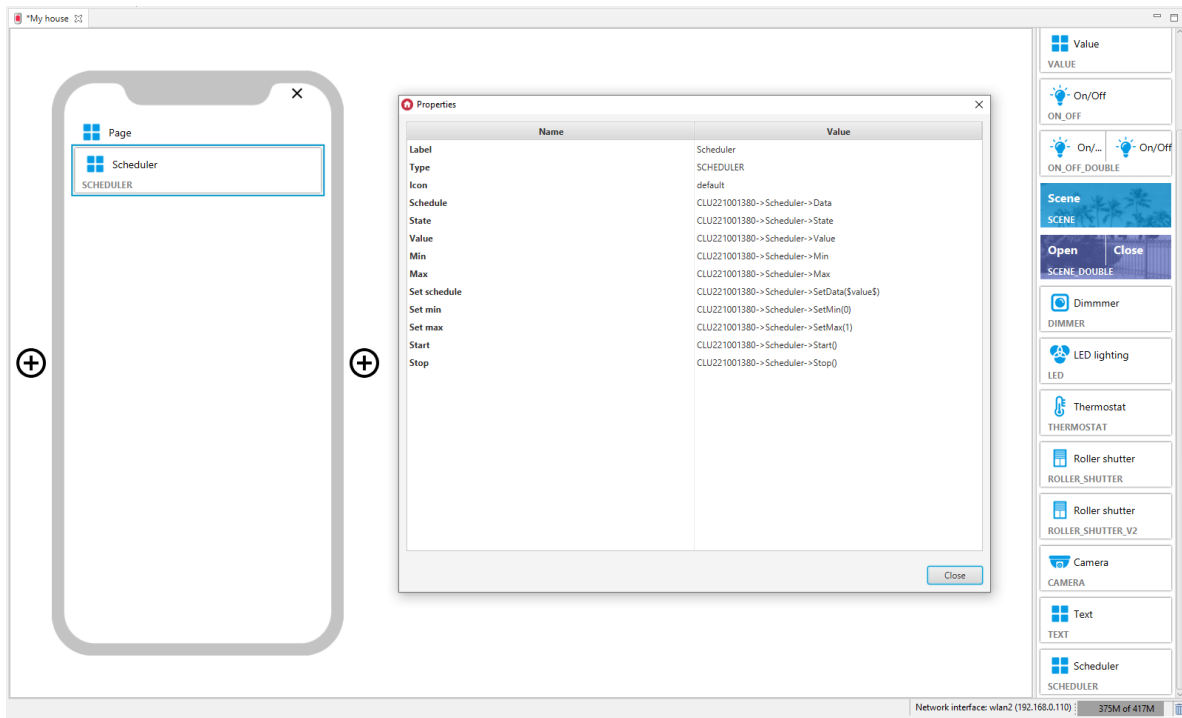 *My house
Page
Scheduler
SCHEDULER
Properties
Name Value
Label Scheduler
Type SCHEDULER
Icon default
Schedule CLU221001380->Scheduler->Data
State CLU221001380->Scheduler->State
Value CLU221001380->Scheduler->Value
Min CLU221001380->Scheduler->Min
Max CLU221001380->Scheduler->Max
Set schedule CLU221001380->Scheduler->SetData($value$)
Set min CLU221001380->Scheduler->SetMin(0)
Set max CLU221001380->Scheduler->SetMax(1)
Start CLU221001380->Scheduler->Start()
Stop CLU221001380->Scheduler->Stop()
Close
Value
VALUE
On/Off
ON_OFF
On/... On/Off
ON_OFF_DOUBLE
Scene
SCENE
Open Close
SCENE_DOUBLE
Dimmmer
DIMMER
LED lighting
LED
Thermostat
THERMOSTAT
Roller shutter
ROLLER_SHUTTER
Roller shutter
ROLLER_SHUTTER_V2
Camera
CAMERA
Text
TEXT
Scheduler
SCHEDULER
Network interface: wlan2 (192.168.0.110) 375M of 417M